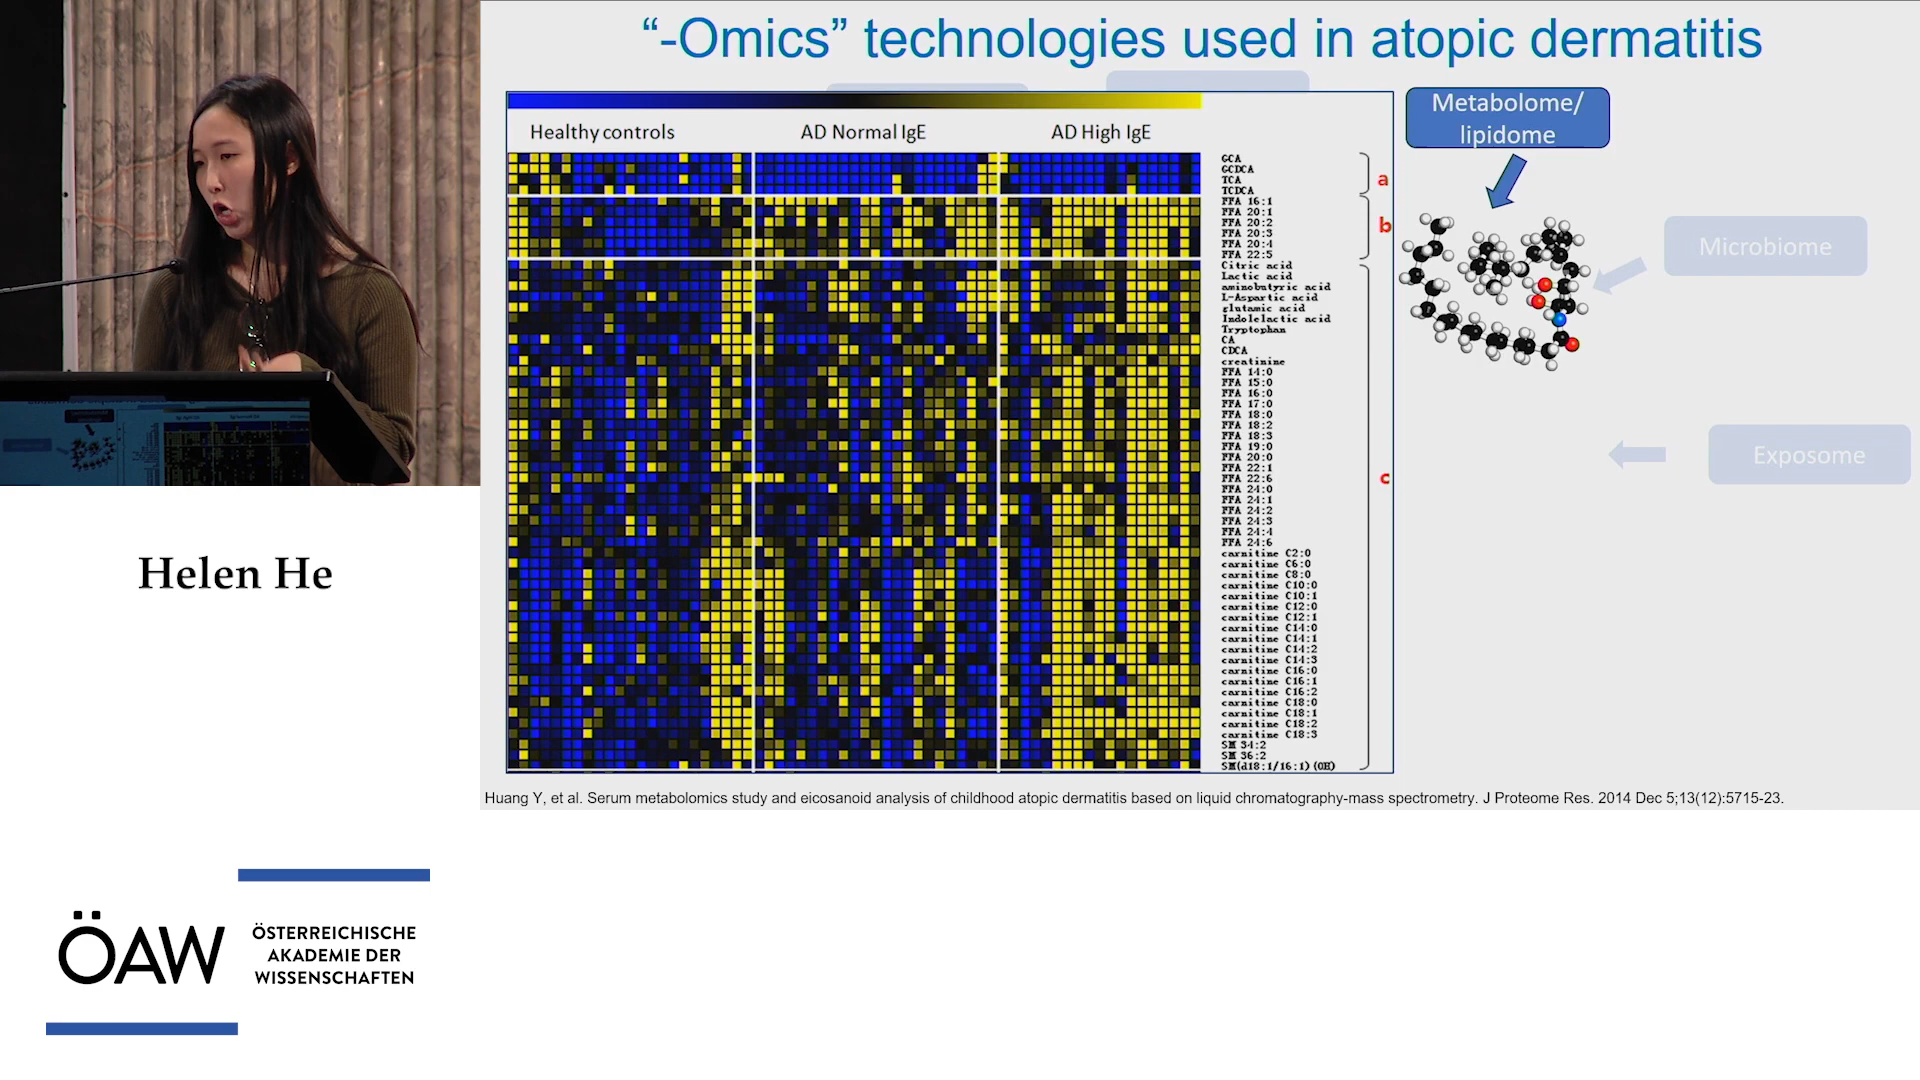 “-Omics” technologies used in atopic dermatitis
Healthy controls
AD Normal IgE
AD High IgE
GCA
GCDCA
TCA
TCDCA
a
FFA 16:1
FFA 20:1
FFA 20:2
FFA 20:3
FFA 20:4
FFA 22:5
b
Citric acid
Lactic acid
aminobutyric acid
L-Aspartic acid
glutamic acid
Indolelactic acid
Tryptophan
CA
CDCA
creatinine
FFA 14:0
FFA 15:0
FFA 16:0
FFA 17:0
FFA 18:0
FFA 18:2
FFA 18:3
FFA 19:0
FFA 20:0
FFA 22:1
FFA 22:6
FFA 24:0
FFA 24:1
FFA 24:2
FFA 24:3
FFA 24:4
FFA 24:6
carnitine C2:0
carnitine C6:0
carnitine C8:0
carnitine C10:0
carnitine C10:1
carnitine C12:0
carnitine C12:1
carnitine C14:0
carnitine C14:1
carnitine C14:2
carnitine C14:3
carnitine C16:0
carnitine C16:1
carnitine C16:2
carnitine C18:0
carnitine C18:1
carnitine C18:2
carnitine C18:3
SM 34:2
SM 36:2
SM(d18:1/16:1)(OH)
c
Metabolome/
lipidome
Microbiome
Exposome
Huang Y, et al. Serum metabolomics study and eicosanoid analysis of childhood atopic dermatitis based on liquid chromatography-mass spectrometry. J Proteome Res. 2014 Dec 5;13(12):5715-23.
Helen He
ÖAW
ÖSTERREICHISCHE
AKADEMIE DER
WISSENSCHAFTEN